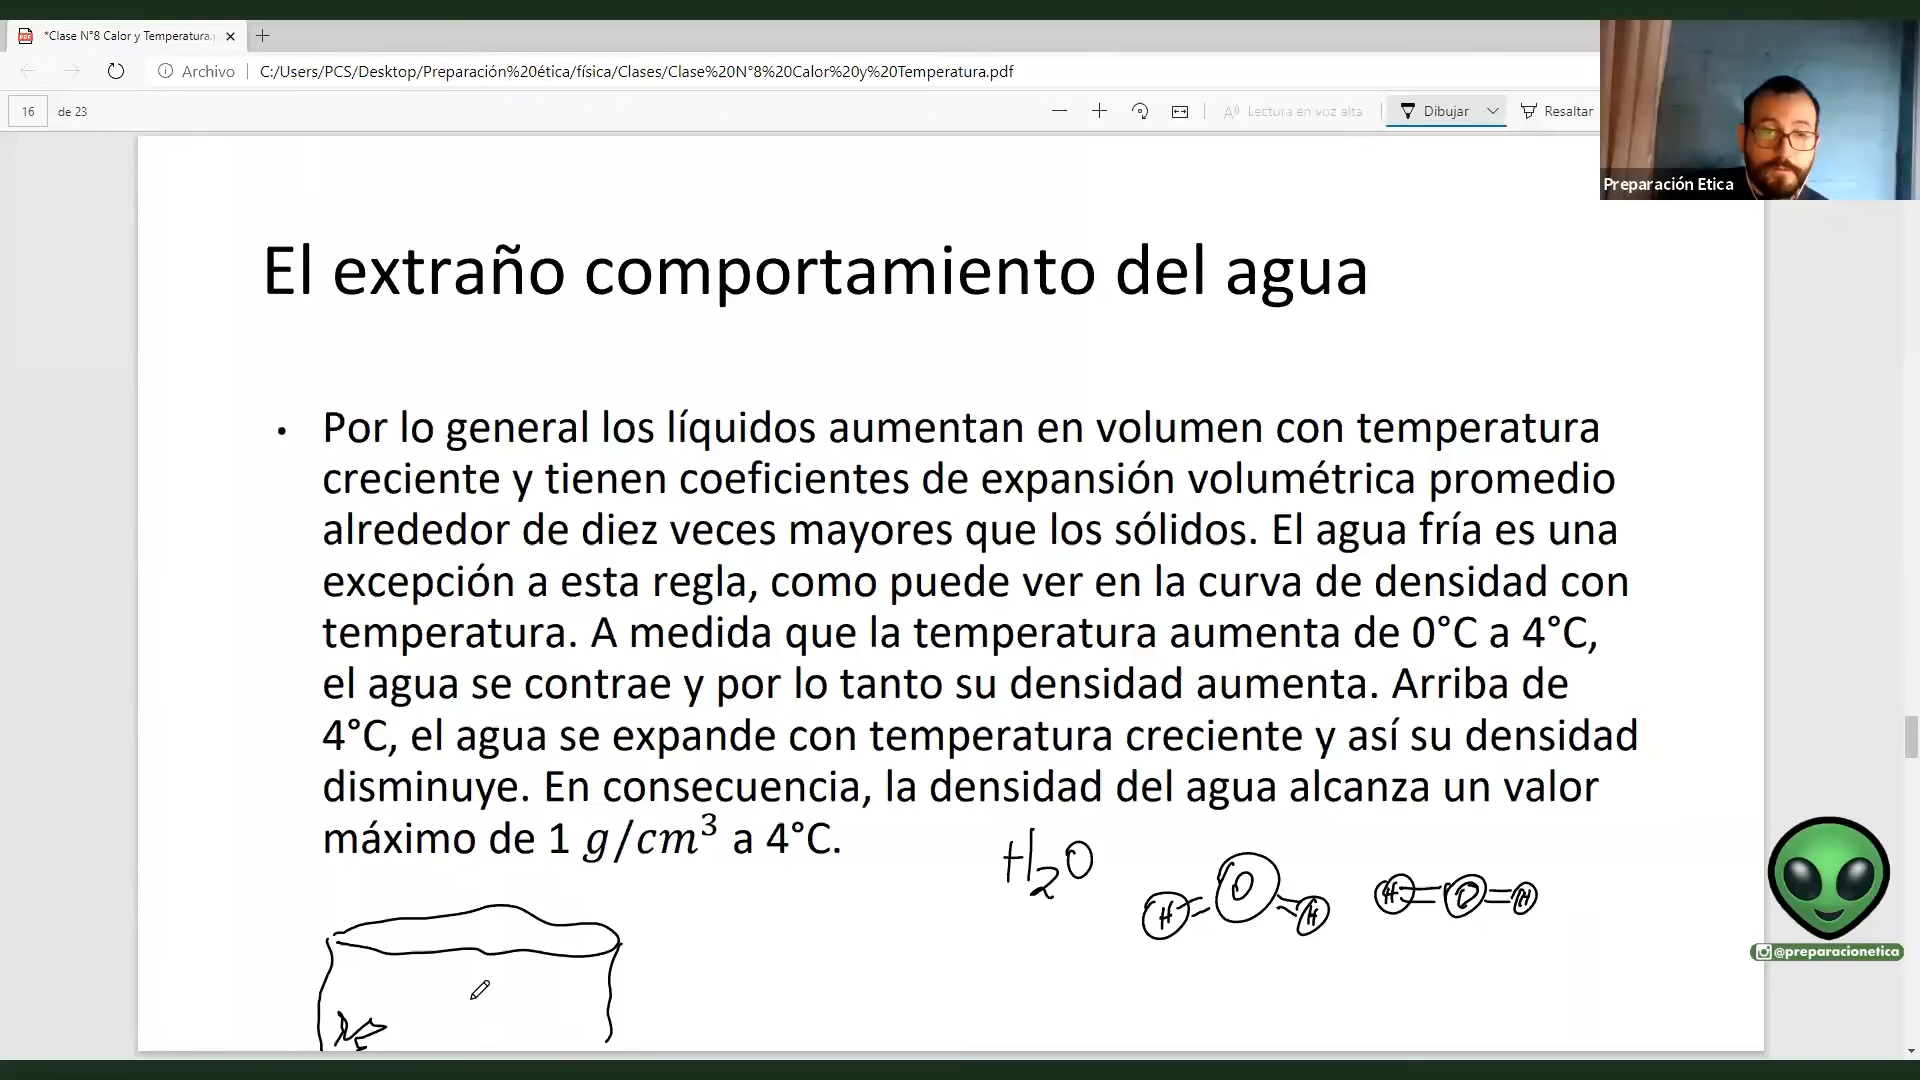 *Clase N°8 Calor y Temperatura.
Archivo
C:/Users/PCS/Desktop/Preparación%20ética/física/Clases/Clase%20N°8%20Calor%20y%20Temperatura.pdf
16 de 23
Lectura en voz alta
Dibujar
Resaltar
Preparación Etica
El extraño comportamiento del agua
• Por lo general los líquidos aumentan en volumen con temperatura
creciente y tienen coeficientes de expansión volumétrica promedio
alrededor de diez veces mayores que los sólidos. El agua fría es una
excepción a esta regla, como puede ver en la curva de densidad con
temperatura. A medida que la temperatura aumenta de 0°C a 4°C,
el agua se contrae y por lo tanto su densidad aumenta. Arriba de
4°C, el agua se expande con temperatura creciente y así su densidad
disminuye. En consecuencia, la densidad del agua alcanza un valor
máximo de 1 g/cm³ a 4°C.
H₂O
H O H
H O H
@preparacionetica